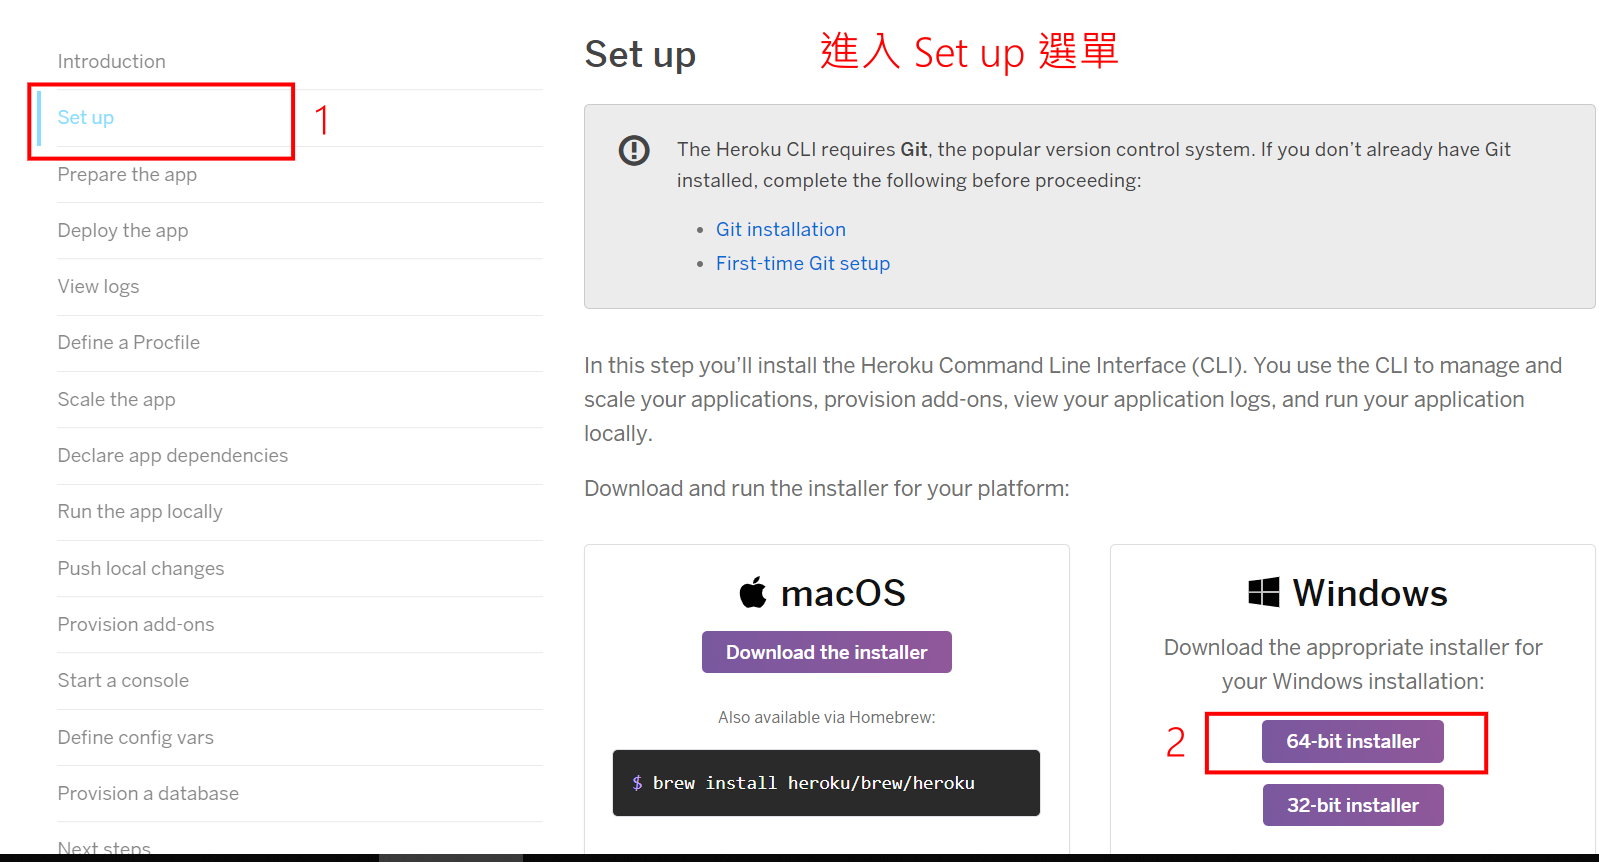 Introduction
Set up
1
Prepare the app
Deploy the app
View logs
Define a Procfile
Scale the app
Declare app dependencies
Run the app locally
Push local changes
Provision add-ons
Start a console
Define config vars
Provision a database
Next steps
Set up
進入 Set up 選單
The Heroku CLI requires Git, the popular version control system. If you don’t already have Git
installed, complete the following before proceeding:
• Git installation
• First-time Git setup
In this step you’ll install the Heroku Command Line Interface (CLI). You use the CLI to manage and
scale your applications, provision add-ons, view your application logs, and run your application
locally.
Download and run the installer for your platform:
macOS
Download the installer
Also available via Homebrew:
$ brew install heroku/brew/heroku
Windows
Download the appropriate installer for
your Windows installation:
2
64-bit installer
32-bit installer